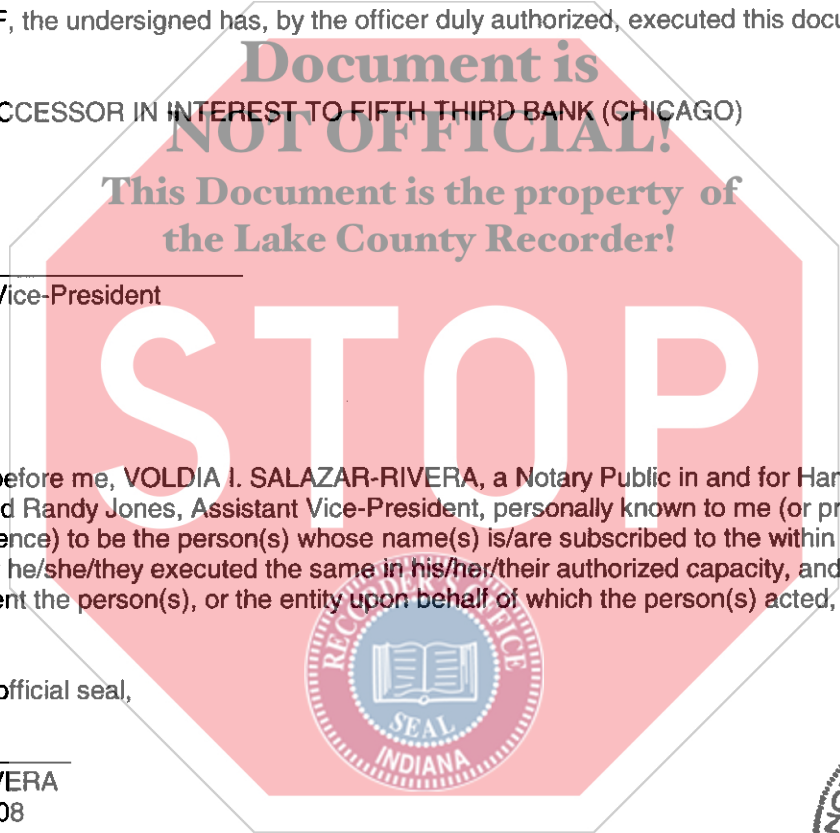 F, the undersigned has, by the officer duly authorized, executed this docu
Document is
CCESSOR IN INTEREST TO FIFTH THIRD BANK (CHICAGO)
NOT OFFICIAL!
This Document is the property of
the Lake County Recorder!
Vice-President
STOP
before me, VOLDIA I. SALAZAR-RIVERA, a Notary Public in and for Har
d Randy Jones, Assistant Vice-President, personally known to me (or pr
ence) to be the person(s) whose name(s) is/are subscribed to the within
he/she/they executed the same in his/her/their authorized capacity, and
ent the person(s), or the entity upon behalf of which the person(s) acted,
RECORDER'S OFFICE
SEAL
INDIANA
official seal,
VERA
08